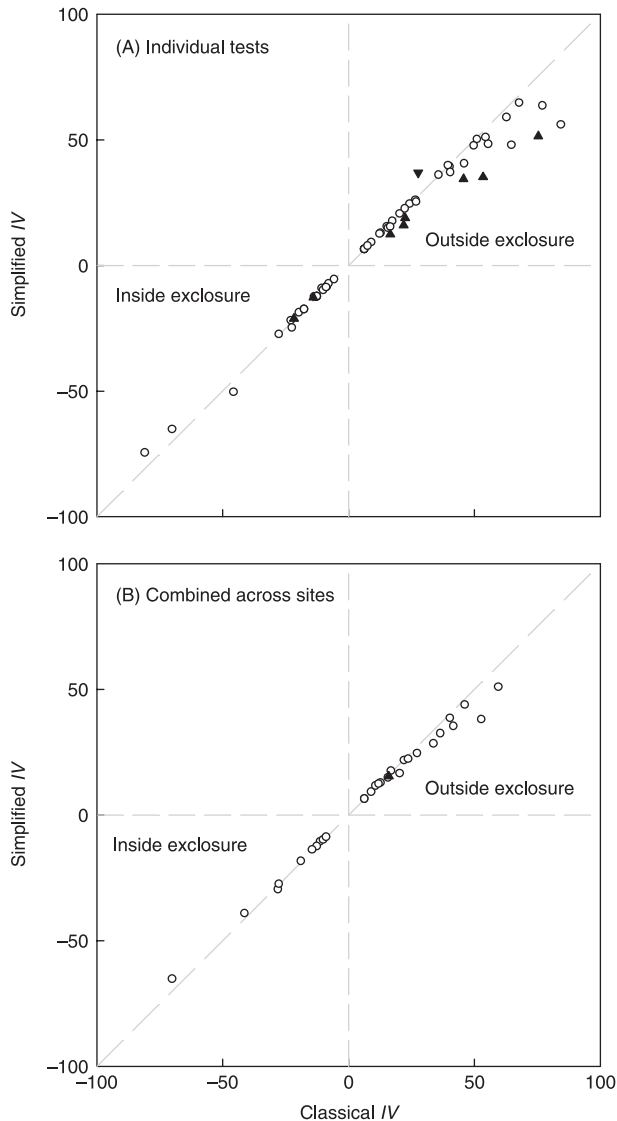 100
(A) Individual tests
50
Simplified IV
Outside exclosure
0
Inside exclosure
–50
–100
100
(B) Combined across sites
50
Simplified IV
Outside exclosure
0
Inside exclosure
–50
–100
–100 –50 0 50 100
Classical IV